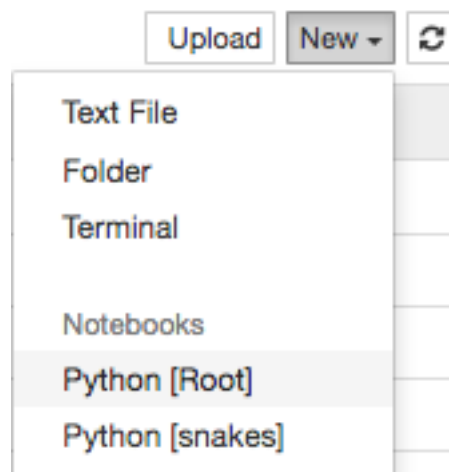 Upload New
Text File
Folder
Terminal
Notebooks
Python [Root]
Python [snakes]